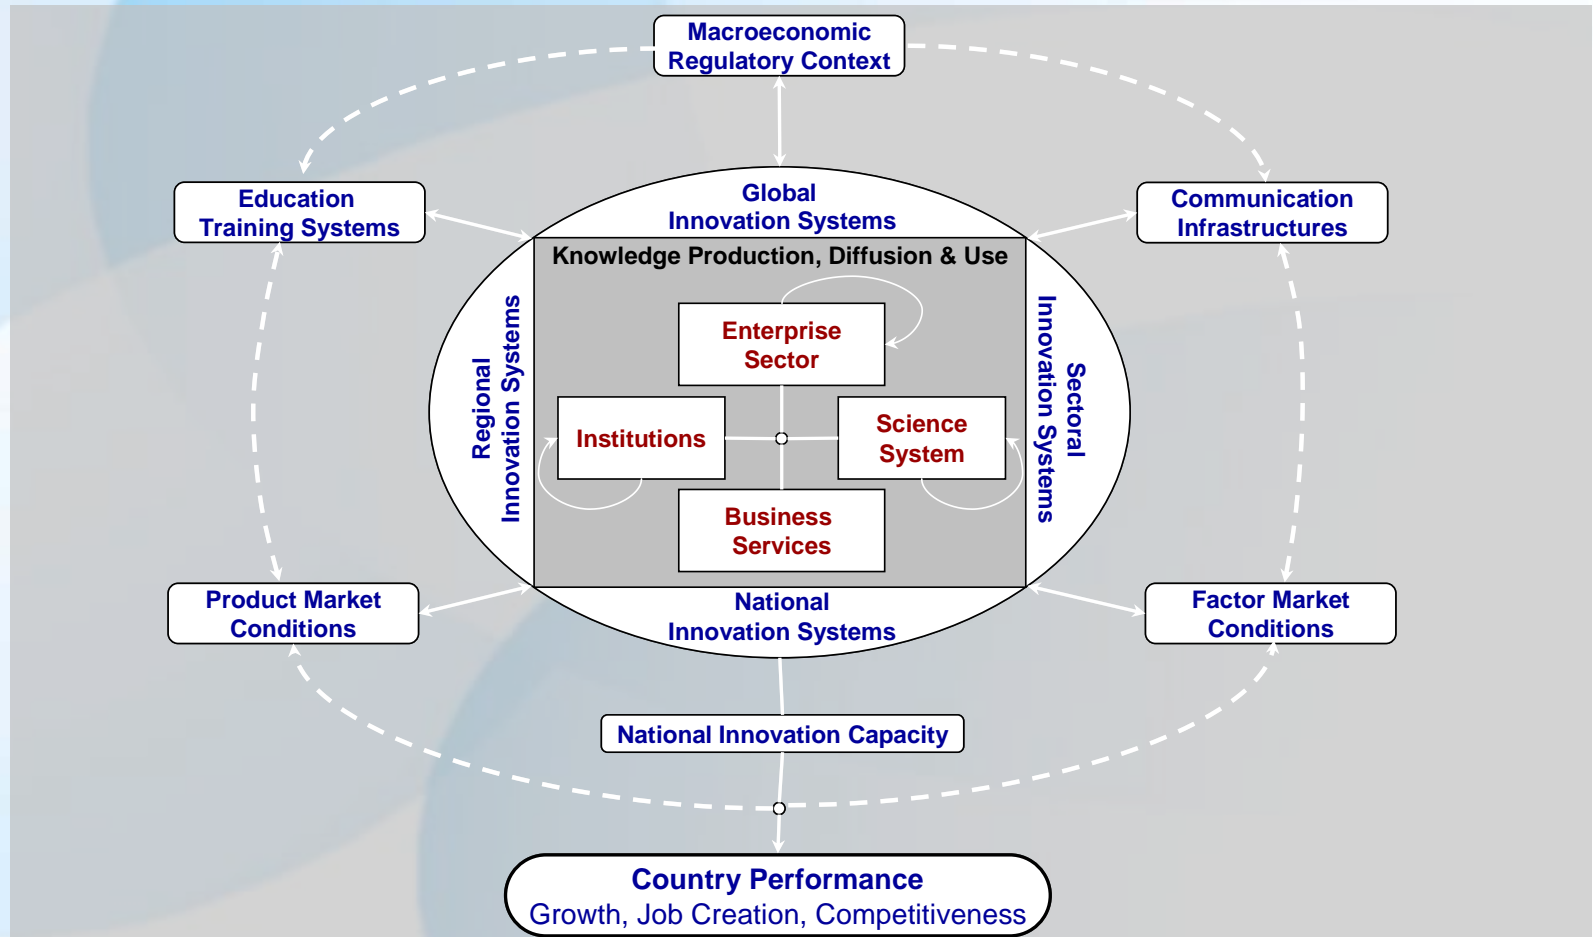 Macroeconomic
Regulatory Context
Education
Training Systems
Global
Innovation Systems
Communication
Infrastructures
Knowledge Production, Diffusion & Use
Enterprise
Sector
Regional
Innovation Systems
Institutions
Science
System
Sectoral
Innovation Systems
Business
Services
Product Market
Conditions
National
Innovation Systems
Factor Market
Conditions
National Innovation Capacity
Country Performance
Growth, Job Creation, Competitiveness